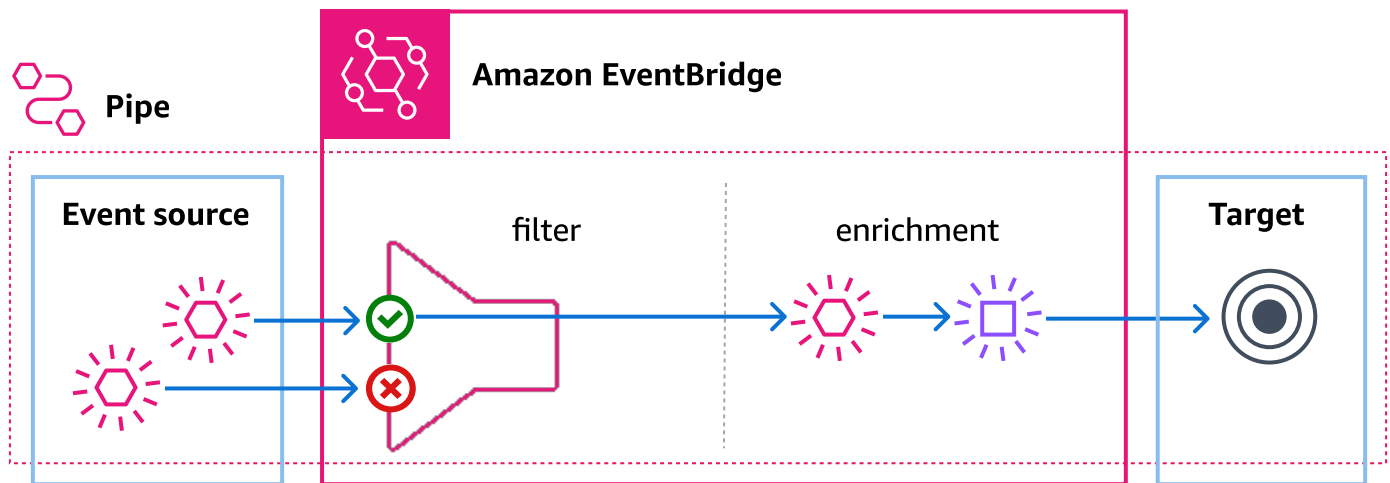 Amazon EventBridge
Pipe
Event source
filter
enrichment
Target